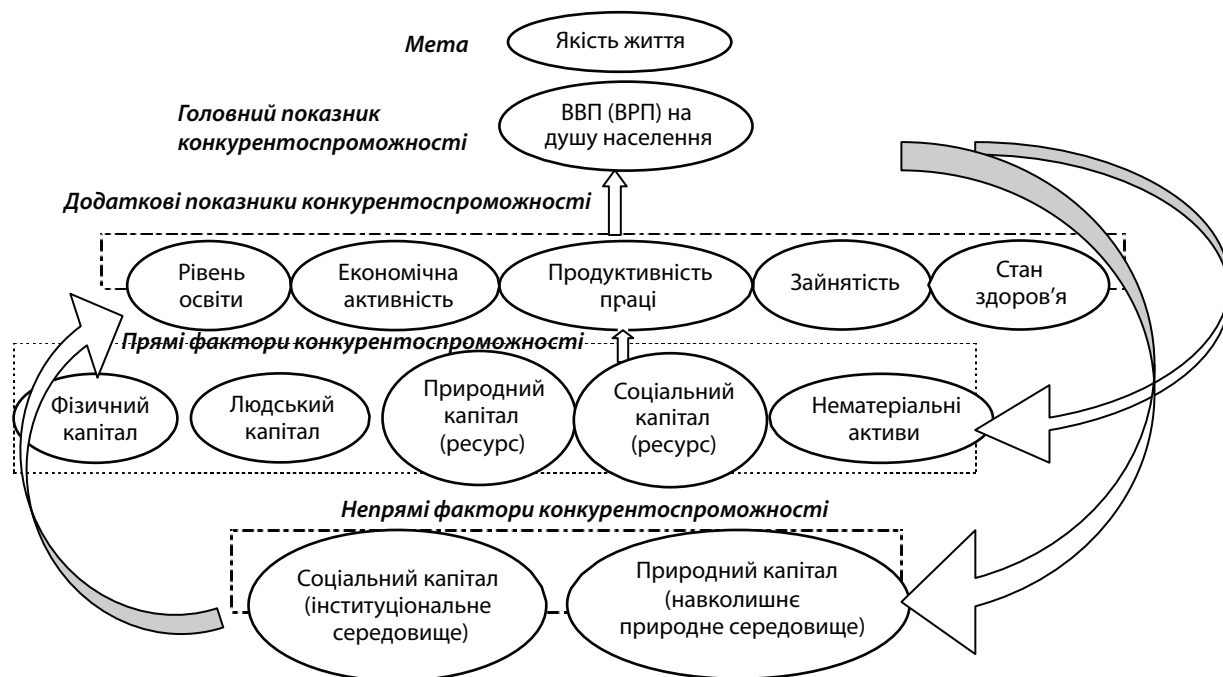 Мета
Якість життя
Головний показник
конкурентоспроможності
ВВП (ВРП) на
душу населення
Додаткові показники конкурентоспроможності
Рівень
освіти
Економічна
активність
Продуктивність
праці
Зайнятість
Стан
здоров’я
Прямі фактори конкурентоспроможності
Фізичний
капітал
Людський
капітал
Природний
капітал
(ресурс)
Соціальний
капітал
(ресурс)
Нематеріальні
активи
Непрямі фактори конкурентоспроможності
Соціальний капітал
(інституціональне
середовище)
Природний капітал
(навколишнє
природне середовище)